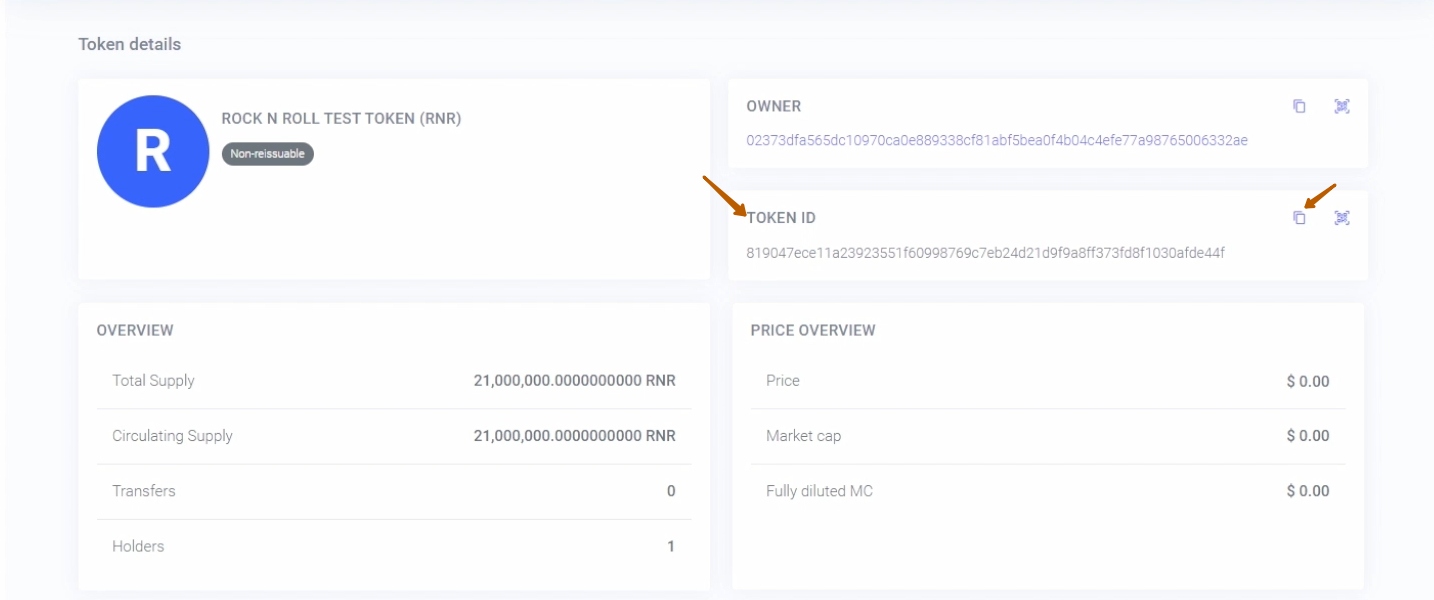 Token details
R
ROCK N ROLL TEST TOKEN (RNR)
Non-reissuable
OWNER
02373dfa565dc10970ca0e889338cf81abf5bea0f4b04c4efe77a98765006332ae
TOKEN ID
819047ece11a23923551f60998769c7eb24d21d9f9a8ff373fd8f1030afde44f
OVERVIEW
Total Supply 21,000,000.0000000000 RNR
Circulating Supply 21,000,000.0000000000 RNR
Transfers 0
Holders 1
PRICE OVERVIEW
Price $ 0.00
Market cap $ 0.00
Fully diluted MC $ 0.00